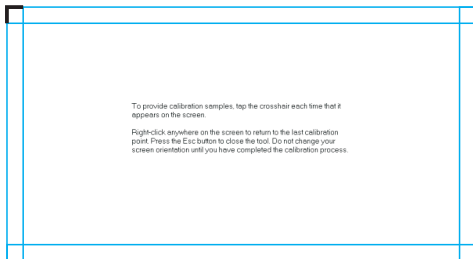 To provide calibration samples, tap the crosshair each time that it
appears on the screen.
Right-click anywhere on the screen to return to the last calibration
point. Press the Esc button to close the tool. Do not change your
screen orientation until you have completed the calibration process.